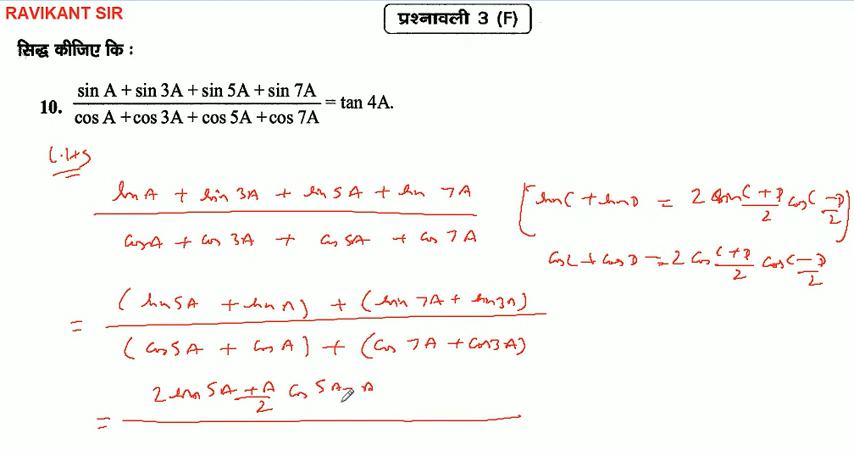 RAVIKANT SIR
प्रश्नावली 3 (F)
सिद्ध कीजिए कि :
10. (sin A + sin 3A + sin 5A + sin 7A) / (cos A + cos 3A + cos 5A + cos 7A) = tan 4A.
L.H.S
(sin A + sin 3A + sin 5A + sin 7A) / (cos A + cos 3A + cos 5A + cos 7A)
[sin C + sin D = 2 sin (C + D)/2 cos (C - D)/2]
cos C + cos D = 2 cos (C + D)/2 cos (C - D)/2
= ((sin 5A + sin A) + (sin 7A + sin 3A)) / ((cos 5A + cos A) + (cos 7A + cos 3A))
= 2 sin (5A + A)/2 cos 5A - A